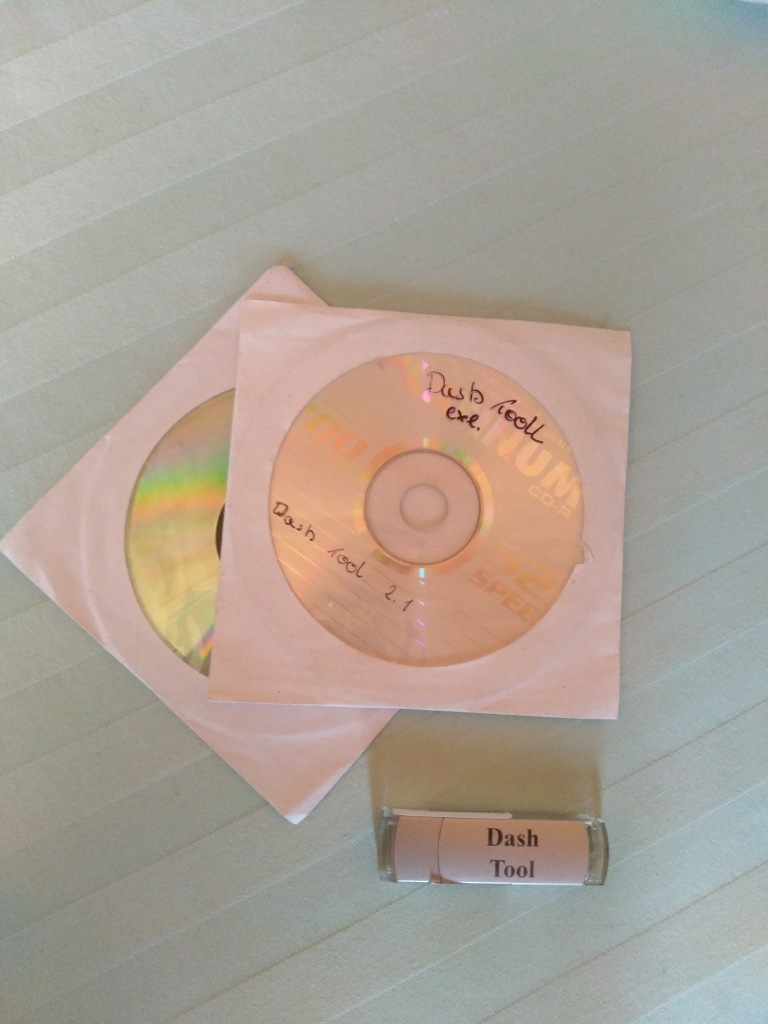 Dash Tool
exe.
NUM
CD-R
Dash Tool 2.1
SPEE
Dash
Tool